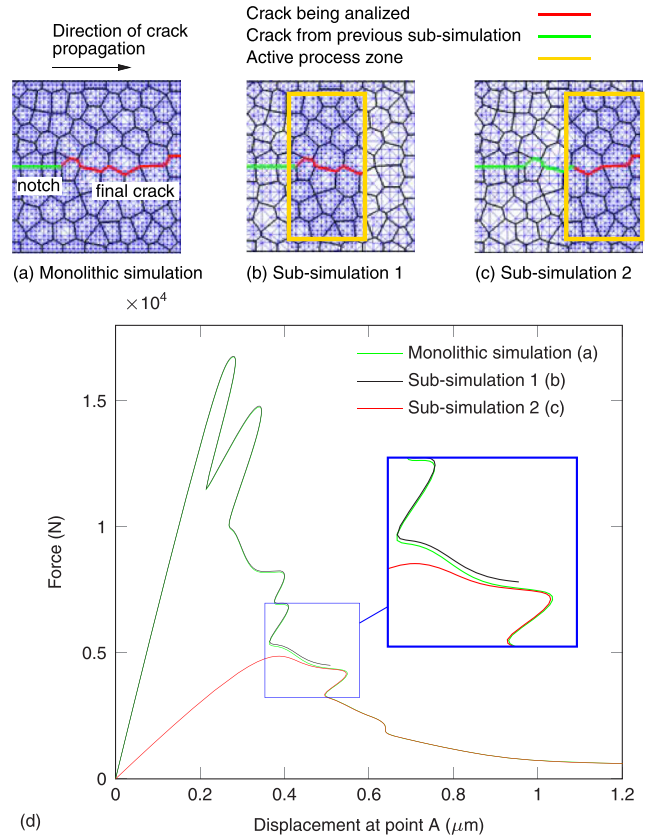 Direction of crack
propagation
Crack being analized
Crack from previous sub-simulation
Active process zone
notch
final crack
(a) Monolithic simulation
(b) Sub-simulation 1
(c) Sub-simulation 2
×10⁴
Monolithic simulation (a)
Sub-simulation 1 (b)
Sub-simulation 2 (c)
1.5
1
0.5
0
Force (N)
0 0.2 0.4 0.6 0.8 1 1.2
Displacement at point A (μm)
(d)